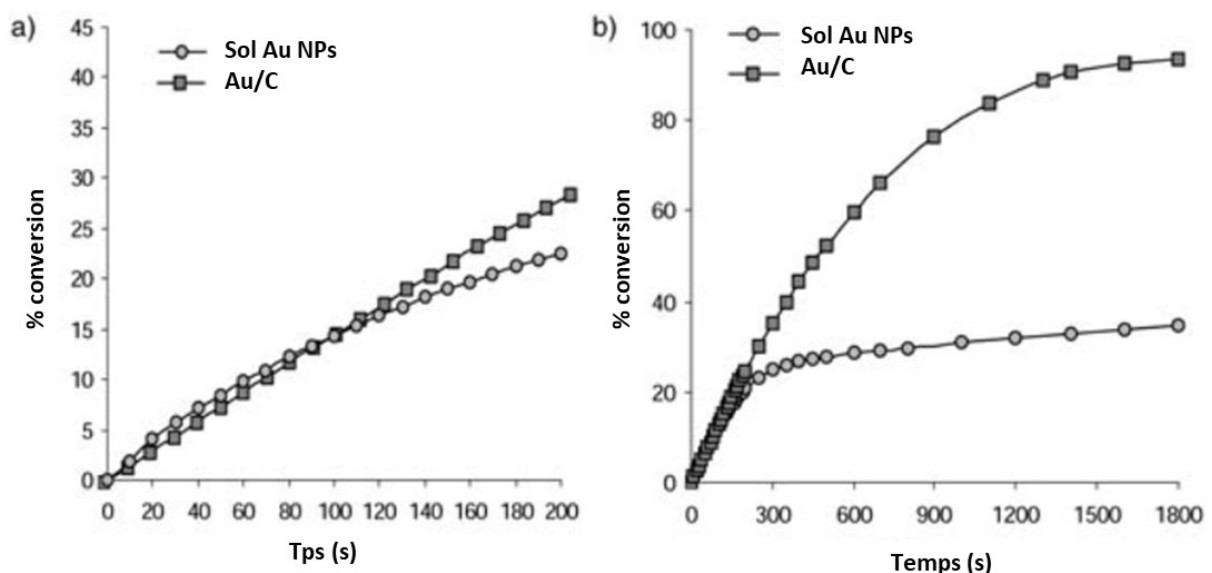 a)
Sol Au NPs
Au/C
45
40
35
30
25
20
15
10
5
0
% conversion
0 20 40 60 80 100 120 140 160 180 200
Tps (s)
b)
Sol Au NPs
Au/C
100
80
60
40
20
0
% conversion
0 300 600 900 1200 1500 1800
Temps (s)